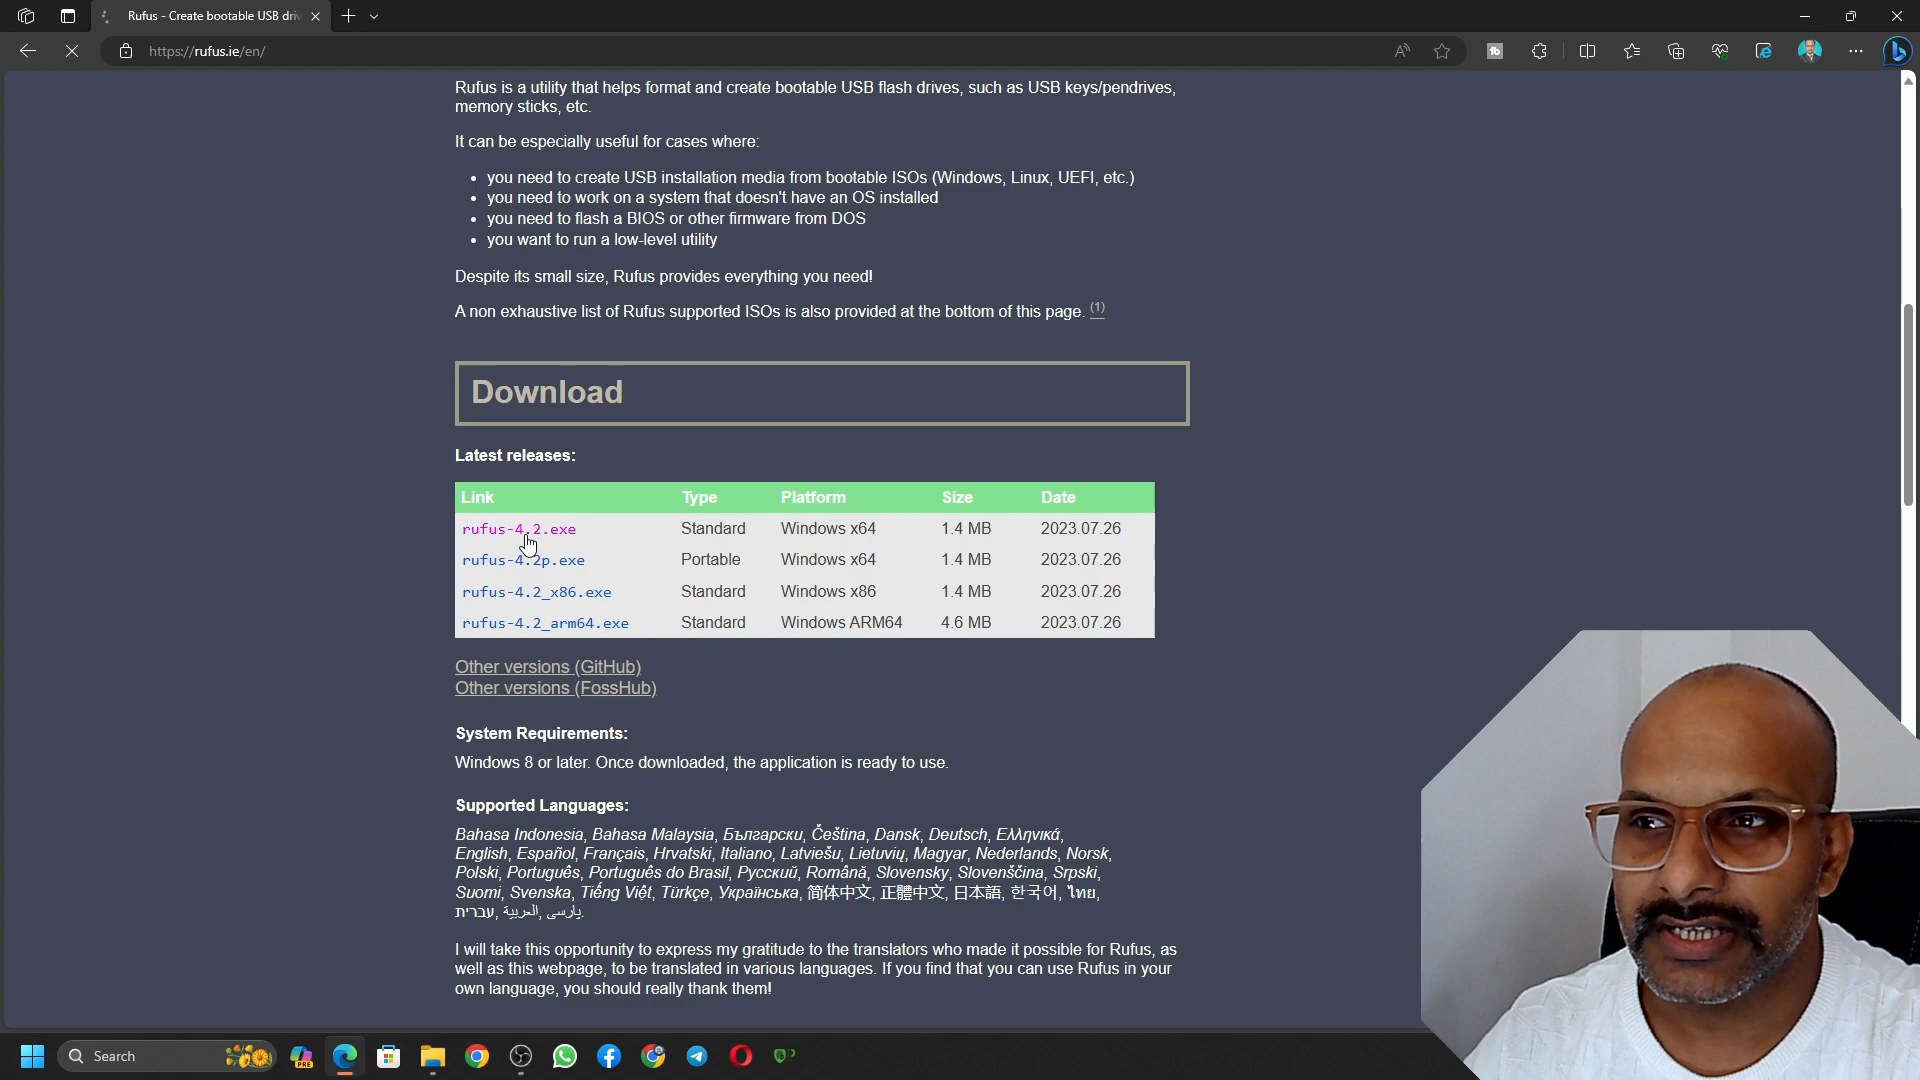 Rufus - Create bootable USB driv
https://rufus.ie/en/
Rufus is a utility that helps format and create bootable USB flash drives, such as USB keys/pendrives,
memory sticks, etc.
It can be especially useful for cases where:
• you need to create USB installation media from bootable ISOs (Windows, Linux, UEFI, etc.)
• you need to work on a system that doesn't have an OS installed
• you need to flash a BIOS or other firmware from DOS
• you want to run a low-level utility
Despite its small size, Rufus provides everything you need!
A non exhaustive list of Rufus supported ISOs is also provided at the bottom of this page. (1)
Download
Latest releases:
Link Type Platform Size Date
rufus-4.2.exe Standard Windows x64 1.4 MB 2023.07.26
rufus-4.2p.exe Portable Windows x64 1.4 MB 2023.07.26
rufus-4.2_x86.exe Standard Windows x86 1.4 MB 2023.07.26
rufus-4.2_arm64.exe Standard Windows ARM64 4.6 MB 2023.07.26
Other versions (GitHub)
Other versions (FossHub)
System Requirements:
Windows 8 or later. Once downloaded, the application is ready to use.
Supported Languages:
Bahasa Indonesia, Bahasa Malaysia, Български, Čeština, Dansk, Deutsch, Ελληνικά,
English, Español, Français, Hrvatski, Italiano, Latviešu, Lietuvių, Magyar, Nederlands, Norsk,
Polski, Português, Português do Brasil, Русский, Română, Slovensky, Slovenščina, Srpski,
Suomi, Svenska, Tiếng Việt, Türkçe, Українська, 简体中文, 正體中文, 日本語, 한국어, ไทย,
עברית, العربية, پارسی.
I will take this opportunity to express my gratitude to the translators who made it possible for Rufus, as
well as this webpage, to be translated in various languages. If you find that you can use Rufus in your
own language, you should really thank them!
Search
PRE